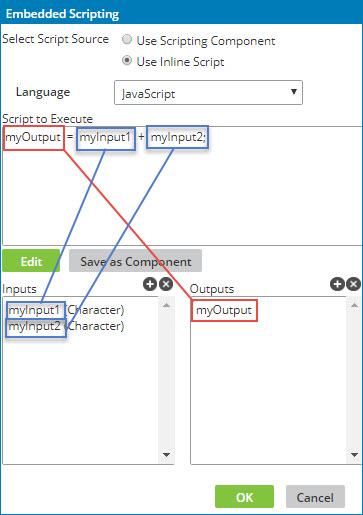 Embedded Scripting
Select Script Source Use Scripting Component
Use Inline Script
Language JavaScript
Script to Execute
myOutput = myInput1 + myInput2;
Edit Save as Component
Inputs Outputs
myInput1 (Character) myOutput
myInput2 (Character)
OK Cancel